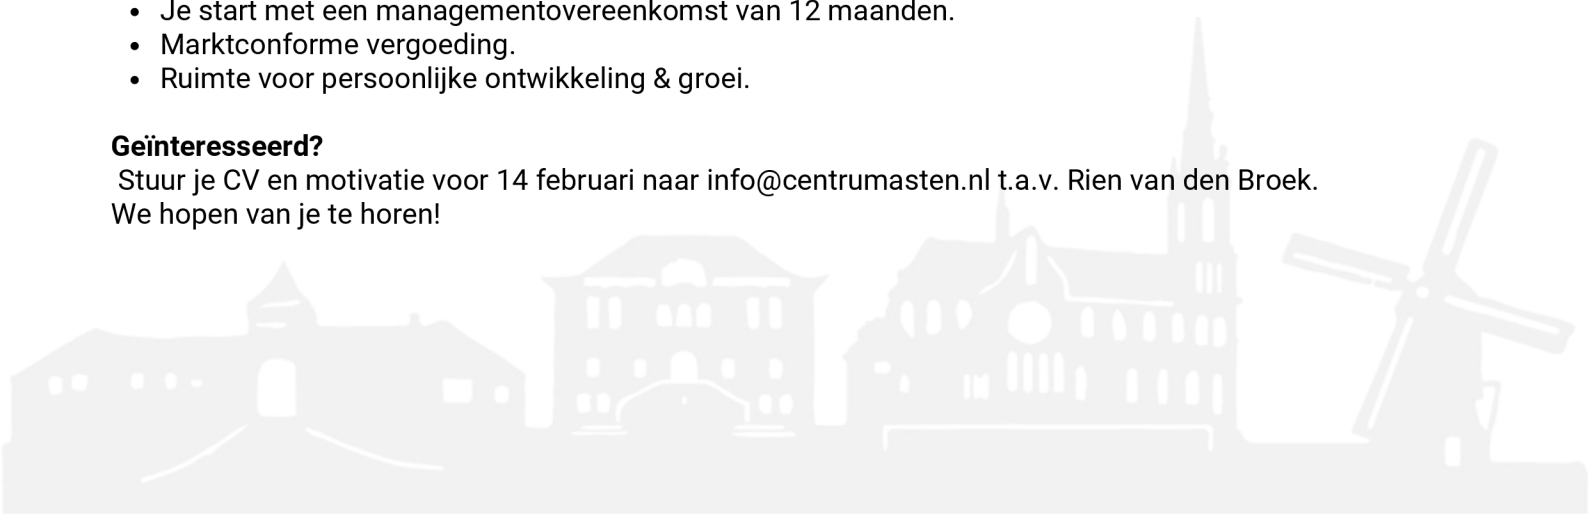 • Je start met een managementovereenkomst van 12 maanden.
• Marktconforme vergoeding.
• Ruimte voor persoonlijke ontwikkeling & groei.
Geïnteresseerd?
Stuur je CV en motivatie voor 14 februari naar info@centrumasten.nl t.a.v. Rien van den Broek.
We hopen van je te horen!